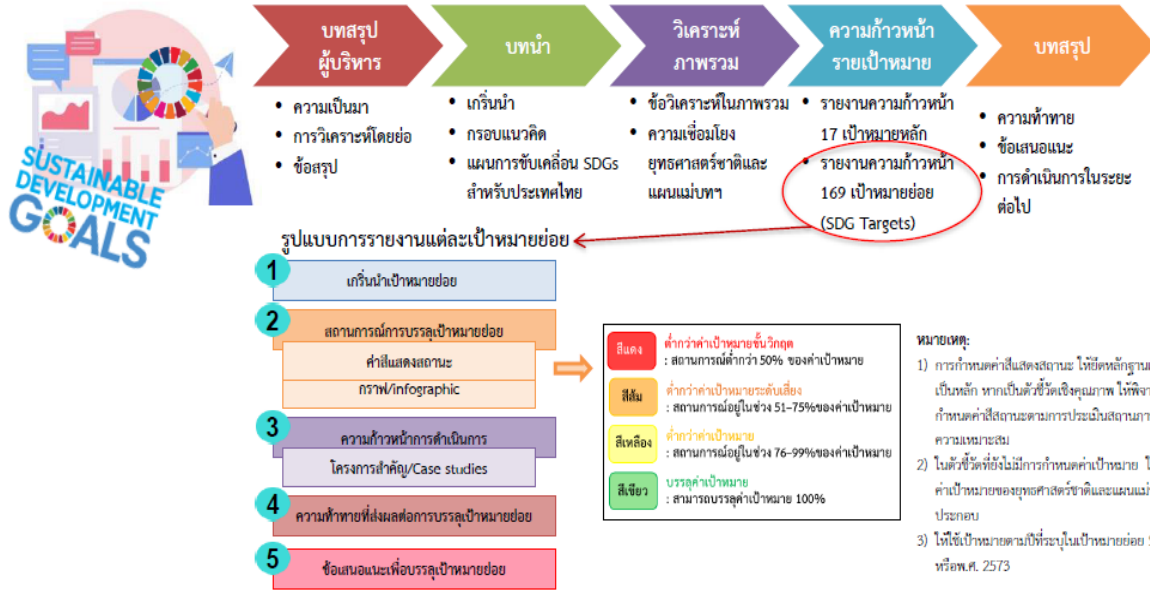 SUSTAINABLE
DEVELOPMENT
GOALS
บทสรุป
ผู้บริหาร
• ความเป็นมา
• การวิเคราะห์โดยย่อ
• ข้อสรุป
บทนำ
• เกริ่นนำ
• กรอบแนวคิด
• แผนการขับเคลื่อน SDGs
สำหรับประเทศไทย
วิเคราะห์
ภาพรวม
• ข้อวิเคราะห์ในภาพรวม
• ความเชื่อมโยง
ยุทธศาสตร์ชาติและ
แผนแม่บทฯ
ความก้าวหน้า
รายเป้าหมาย
• รายงานความก้าวหน้า
17 เป้าหมายหลัก
• รายงานความก้าวหน้า
169 เป้าหมายย่อย
(SDG Targets)
บทสรุป
• ความท้าทาย
• ข้อเสนอแนะ
• การดำเนินการในระยะ
ต่อไป
รูปแบบการรายงานแต่ละเป้าหมายย่อย
1
เกริ่นนำเป้าหมายย่อย
2
สถานการณ์การบรรลุเป้าหมายย่อย
ค่าสีแสดงสถานะ
กราฟ/infographic
3
ความก้าวหน้าการดำเนินการ
โครงการสำคัญ/Case studies
4
ความท้าทายที่ส่งผลต่อการบรรลุเป้าหมายย่อย
5
ข้อเสนอแนะเพื่อบรรลุเป้าหมายย่อย
สีแดง
ต่ำกว่าค่าเป้าหมายขั้นวิกฤต
: สถานการณ์ต่ำกว่า 50% ของค่าเป้าหมาย
สีส้ม
ต่ำกว่าค่าเป้าหมายระดับเสี่ยง
: สถานการณ์อยู่ในช่วง 51-75%ของค่าเป้าหมาย
สีเหลือง
ต่ำกว่าค่าเป้าหมาย
: สถานการณ์อยู่ในช่วง 76-99%ของค่าเป้าหมาย
สีเขียว
บรรลุค่าเป้าหมาย
: สามารถบรรลุค่าเป้าหมาย 100%
หมายเหตุ:
1) การกำหนดค่าสีแสดงสถานะ ให้ยึดหลักฐาน
เป็นหลัก หากเป็นตัวชี้วัดเชิงคุณภาพ ให้
กำหนดค่าสีสถานะตามการประเมิน
ความเหมาะสม
2) ในตัวชี้วัดที่ยังไม่มีการกำหนดค่าเป้าหมาย
ค่าเป้าหมายของยุทธศาสตร์ชาติและ
ประกอบ
3) ให้ใช้เป้าหมายตามปีที่ระบุในเป้าหมายย่อย
หรือพ.ศ. 2573